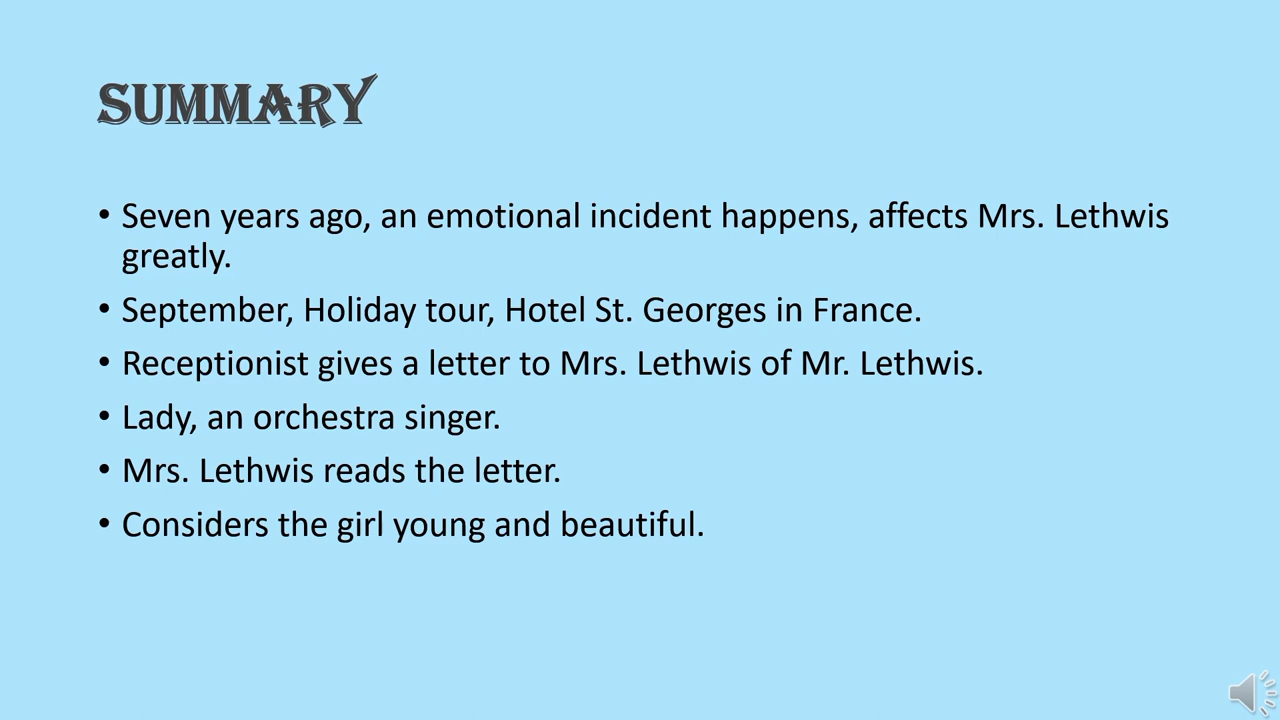 SUMMARY
• Seven years ago, an emotional incident happens, affects Mrs. Lethwis
greatly.
• September, Holiday tour, Hotel St. Georges in France.
• Receptionist gives a letter to Mrs. Lethwis of Mr. Lethwis.
• Lady, an orchestra singer.
• Mrs. Lethwis reads the letter.
• Considers the girl young and beautiful.